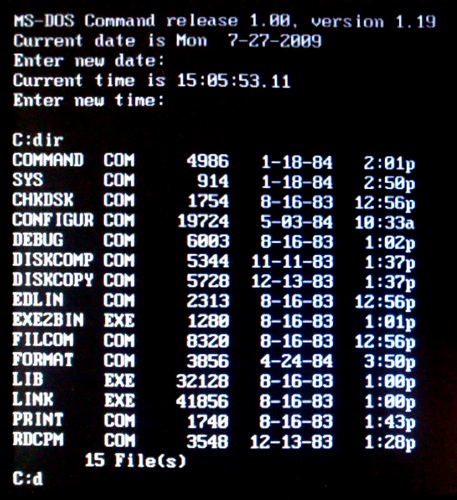 MS-DOS Command release 1.00, version 1.19
Current date is Mon  7-27-2009
Enter new date:
Current time is 15:05:53.11
Enter new time:
C:dir
COMMAND  COM      4986   1-18-84   2:01p
SYS      COM       914   1-18-84   2:50p
CHKDSK   COM      1754   8-16-83  12:56p
CONFIGUR COM     19724   5-03-84  10:33a
DEBUG    COM      6003   8-16-83   1:02p
DISKCOMP COM      5344  11-11-83   1:37p
DISKCOPY COM      5728  12-13-83   1:37p
EDLIN    COM      2313   8-16-83  12:56p
EXE2BIN  EXE      1280   8-16-83   1:01p
FILCOM   COM      8320   8-16-83  12:56p
FORMAT   COM      3856   4-24-84   3:50p
LIB      EXE     32128   8-16-83   1:00p
LINK     EXE     41856   8-16-83   1:00p
PRINT    COM      1740   8-16-83   1:43p
RDCPM    COM      3548  12-13-83   1:28p
15 File(s)
C:d